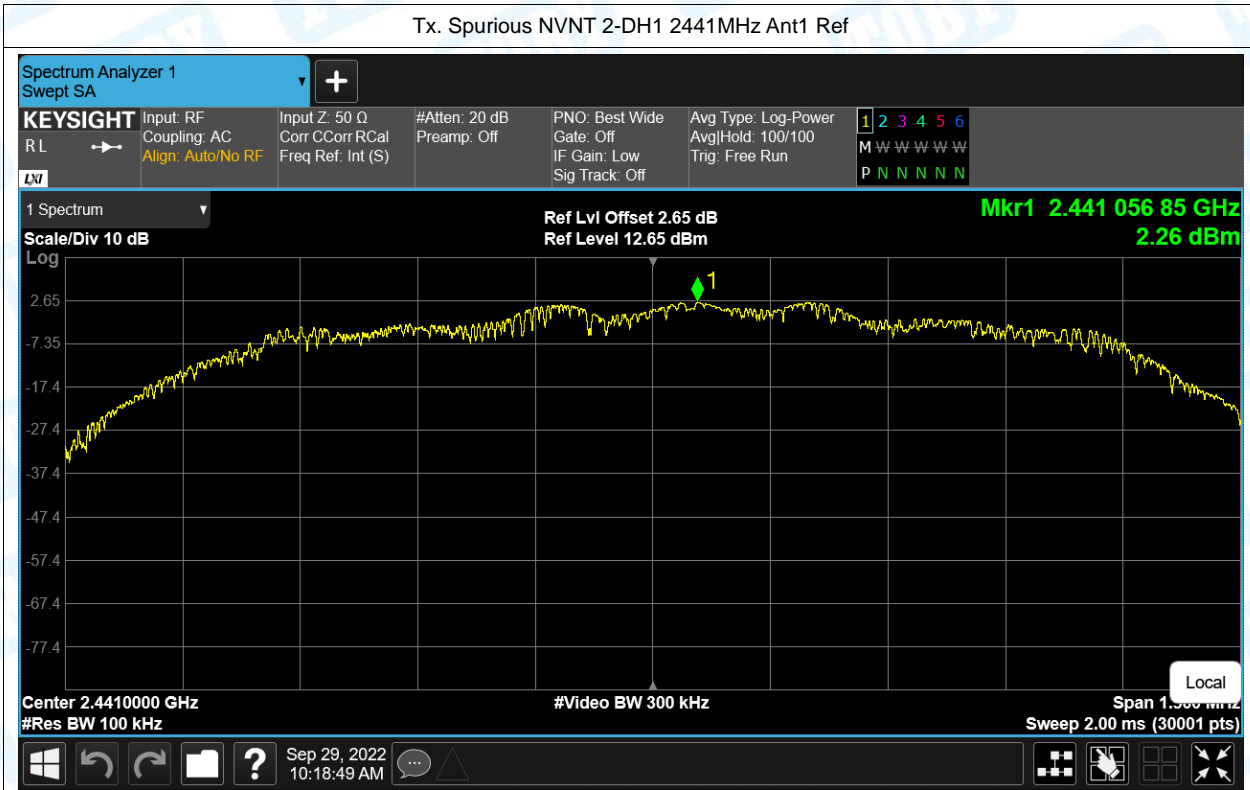 Tx. Spurious NVNT 2-DH1 2441MHz Ant1 Ref
Spectrum Analyzer 1
Swept SA
KEYSIGHT
R L
LXI
Input: RF
Coupling: AC
Align: Auto/No RF
Input Z: 50 Ω
Corr CCorr RCal
Freq Ref: Int (S)
#Atten: 20 dB
Preamp: Off
PNO: Best Wide
Gate: Off
IF Gain: Low
Sig Track: Off
Avg Type: Log-Power
Avg|Hold: 100/100
Trig: Free Run
1 2 3 4 5 6
M W W W W W
P N N N N N
1 Spectrum
Scale/Div 10 dB
Ref Lvl Offset 2.65 dB
Ref Level 12.65 dBm
Mkr1 2.441 056 85 GHz
2.26 dBm
Log
1
2.65
-7.35
-17.4
-27.4
-37.4
-47.4
-57.4
-67.4
-77.4
Center 2.4410000 GHz
#Res BW 100 kHz
#Video BW 300 kHz
Local
Span
Sweep 2.00 ms (30001 pts)
?
Sep 29, 2022
10:18:49 AM